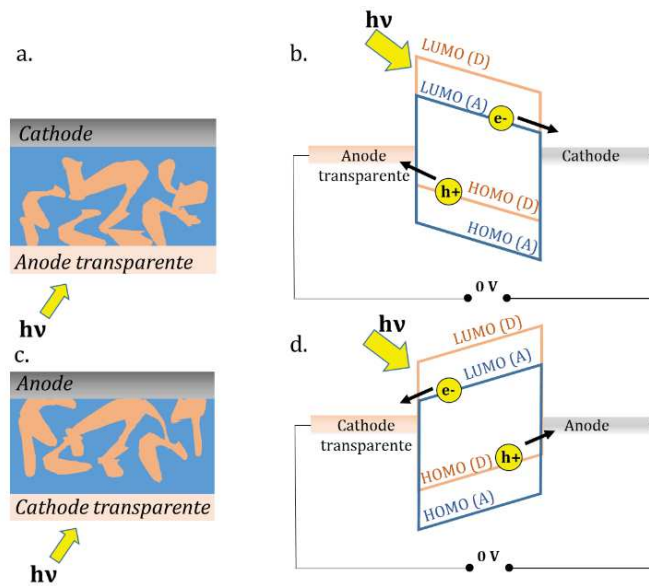 a.
Cathode
Anode transparente
hν
b.
hν
LUMO (D)
LUMO (A)
e-
Anode
transparente
Cathode
h+
HOMO (D)
HOMO (A)
0 V
c.
Anode
Cathode transparente
hν
d.
hν
LUMO (D)
LUMO (A)
e-
Cathode
transparente
Anode
h+
HOMO (D)
HOMO (A)
0 V